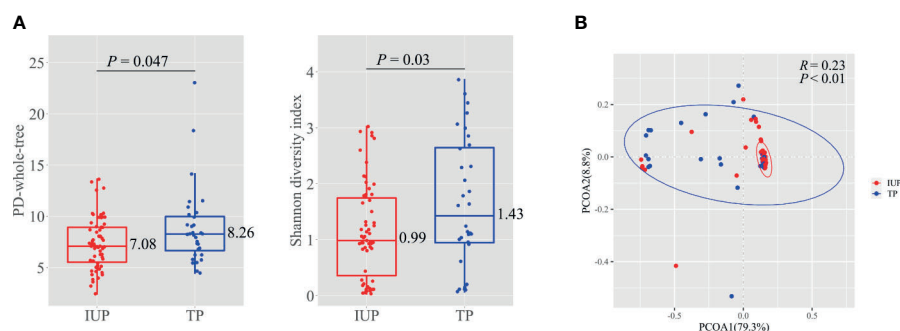 A
P = 0.047
PD-whole-tree
25
20
15
10
5
7.08
8.26
IUP
TP
P = 0.03
Shannon diversity index
4
3
2
1
0
0.99
1.43
IUP
TP
B
R = 0.23
P < 0.01
PCOA2(8.8%)
0.2
0.0
-0.2
-0.4
-0.5
0.0
0.5
PCOA1(79.3%)
IUP
TP